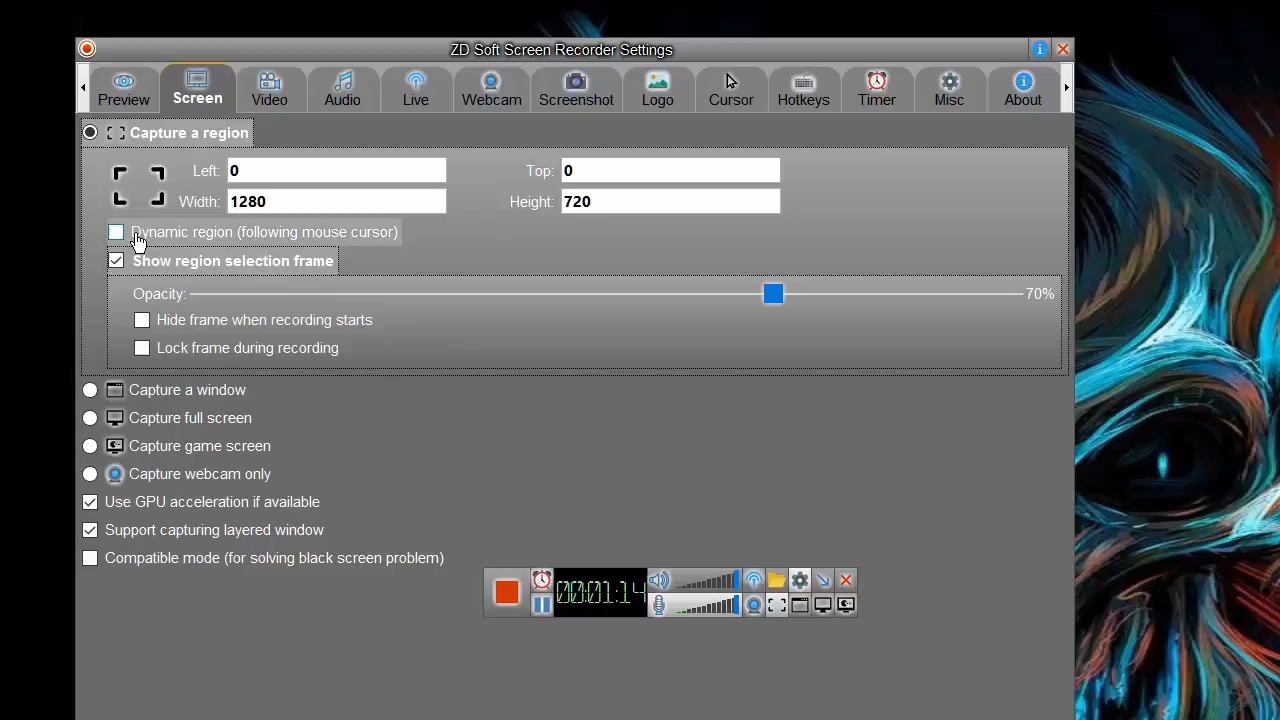 ZD Soft Screen Recorder Settings
Preview Screen Video Audio Live Webcam Screenshot Logo Cursor Hotkeys Timer Misc About
Capture a region
Left: 0 Top: 0
Width: 1280 Height: 720
Dynamic region (following mouse cursor)
Show region selection frame
Opacity: 70%
Hide frame when recording starts
Lock frame during recording
Capture a window
Capture full screen
Capture game screen
Capture webcam only
Use GPU acceleration if available
Support capturing layered window
Compatible mode (for solving black screen problem)
00:01:14